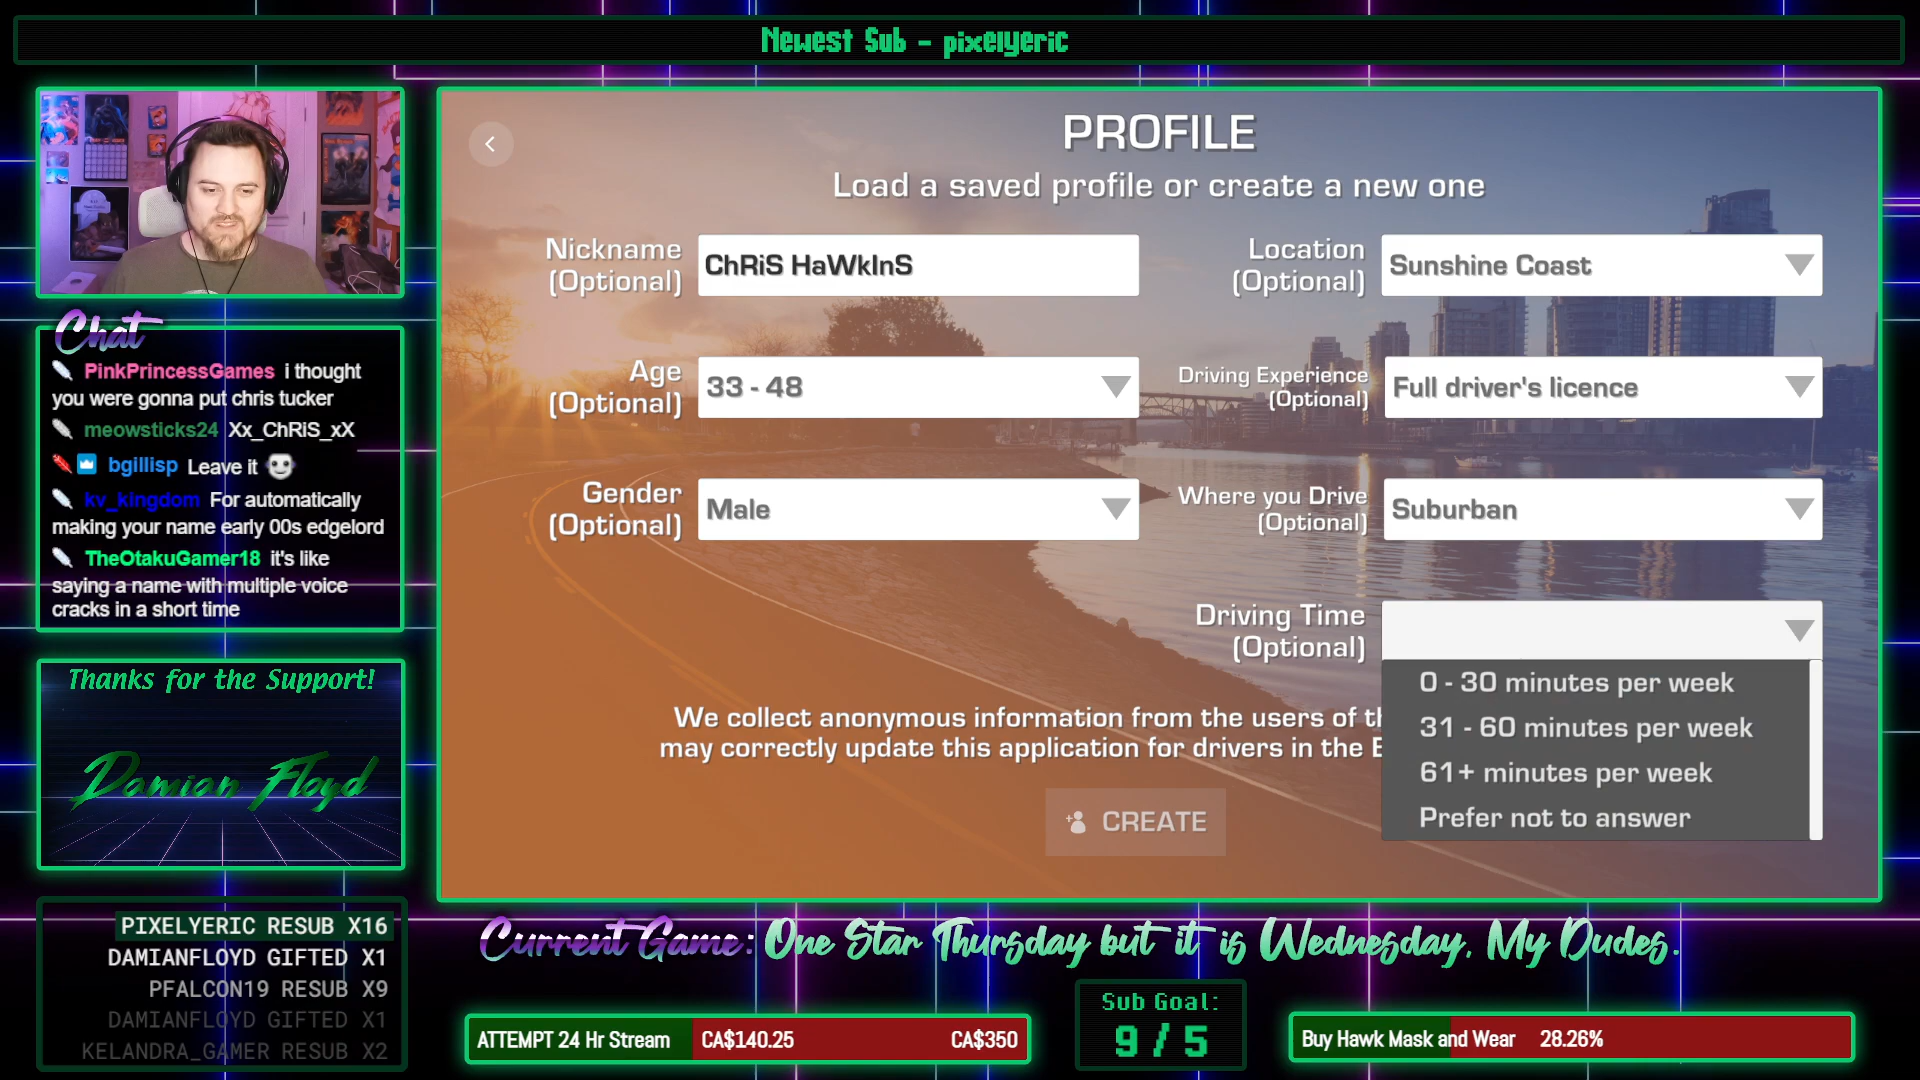 Newest Sub - pixelyeric
Chat
PinkPrincessGames i thought
you were gonna put chris tucker
meowsticks24 Xx_ChRiS_xX
bgillisp Leave it
kv_kingdom For automatically
making your name early 00s edgelord
TheOtakuGamer18 it's like
saying a name with multiple voice
cracks in a short time
Thanks for the Support!
Damian Floyd
PIXELYERIC RESUB X16
DAMIANFLOYD GIFTED X1
PFALCON19 RESUB X9
DAMIANFLOYD GIFTED X1
KELANDRA_GAMER RESUB X2
PROFILE
Load a saved profile or create a new one
Nickname
(Optional)
ChRiS HaWkInS
Location
(Optional)
Sunshine Coast
Age
(Optional)
33 - 48
Driving Experience
(Optional)
Full driver's licence
Gender
(Optional)
Male
Where you Drive
(Optional)
Suburban
Driving Time
(Optional)
0 - 30 minutes per week
31 - 60 minutes per week
61+ minutes per week
Prefer not to answer
We collect anonymous information from the users of th
may correctly update this application for drivers in the B
CREATE
Current Game: One Star Thursday but it is Wednesday, My Dudes.
ATTEMPT 24 Hr Stream CA$140.25 CA$350
Sub Goal:
9 / 5
Buy Hawk Mask and Wear 28.26%